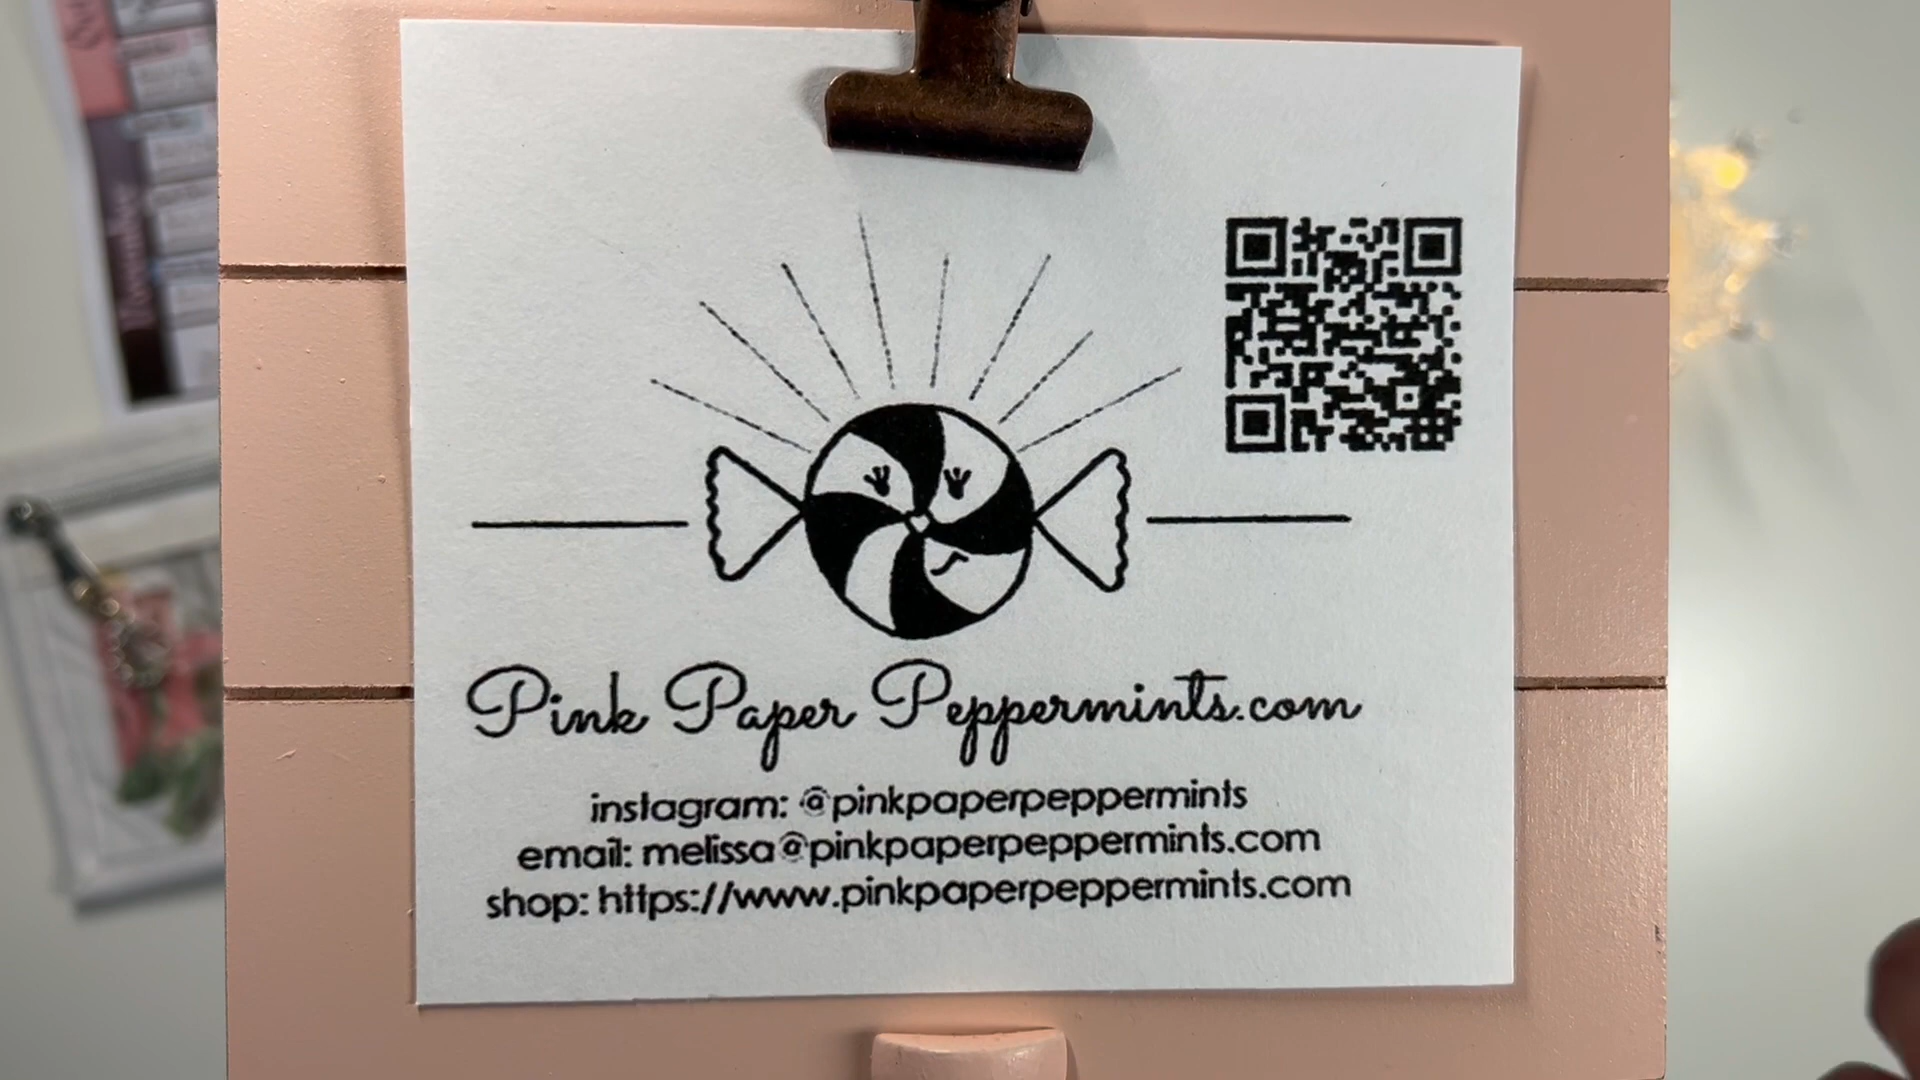 Pink Paper Peppermints.com
instagram: @pinkpaperpeppermints
email: melissa@pinkpaperpeppermints.com
shop: https://www.pinkpaperpeppermints.com